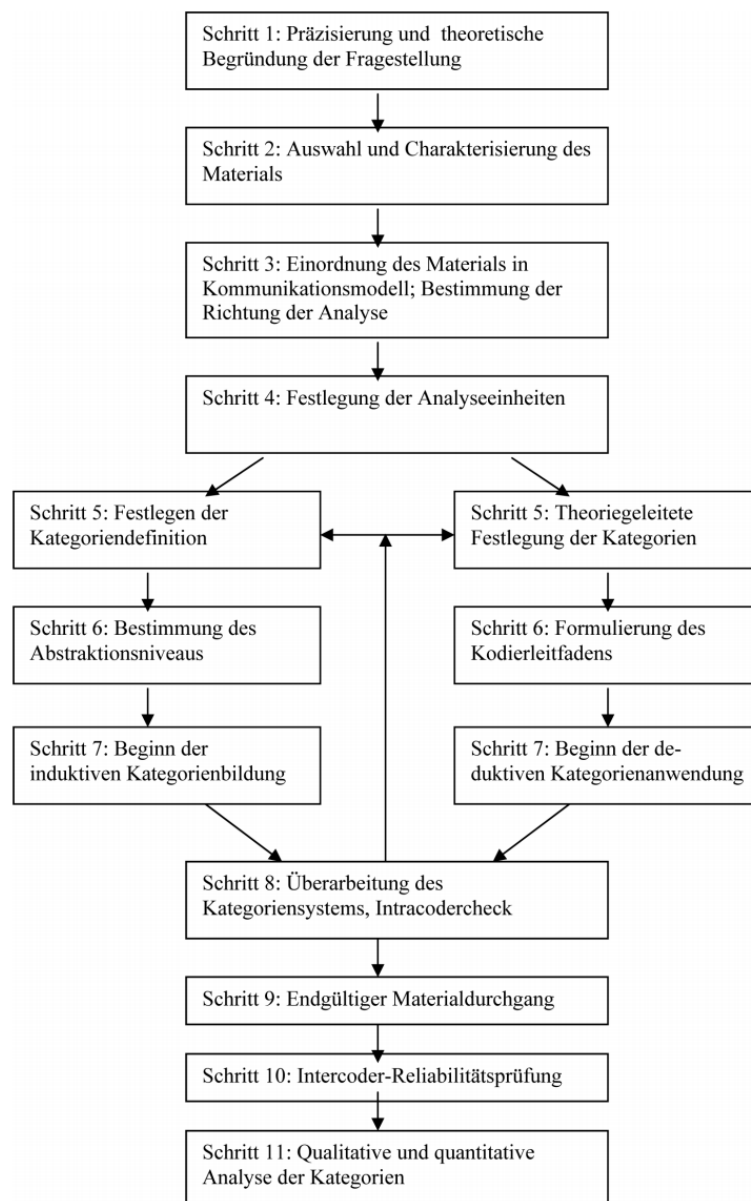 Schritt 1: Präzisierung und theoretische
Begründung der Fragestellung
Schritt 2: Auswahl und Charakterisierung des
Materials
Schritt 3: Einordnung des Materials in
Kommunikationsmodell; Bestimmung der
Richtung der Analyse
Schritt 4: Festlegung der Analyseeinheiten
Schritt 5: Festlegen der
Kategoriendefinition
Schritt 5: Theoriegeleitete
Festlegung der Kategorien
Schritt 6: Bestimmung des
Abstraktionsniveaus
Schritt 6: Formulierung des
Kodierleitfadens
Schritt 7: Beginn der
induktiven Kategorienbildung
Schritt 7: Beginn der de-
duktiven Kategorienanwendung
Schritt 8: Überarbeitung des
Kategoriensystems, Intracodercheck
Schritt 9: Endgültiger Materialdurchgang
Schritt 10: Intercoder-Reliabilitätsprüfung
Schritt 11: Qualitative und quantitative
Analyse der Kategorien